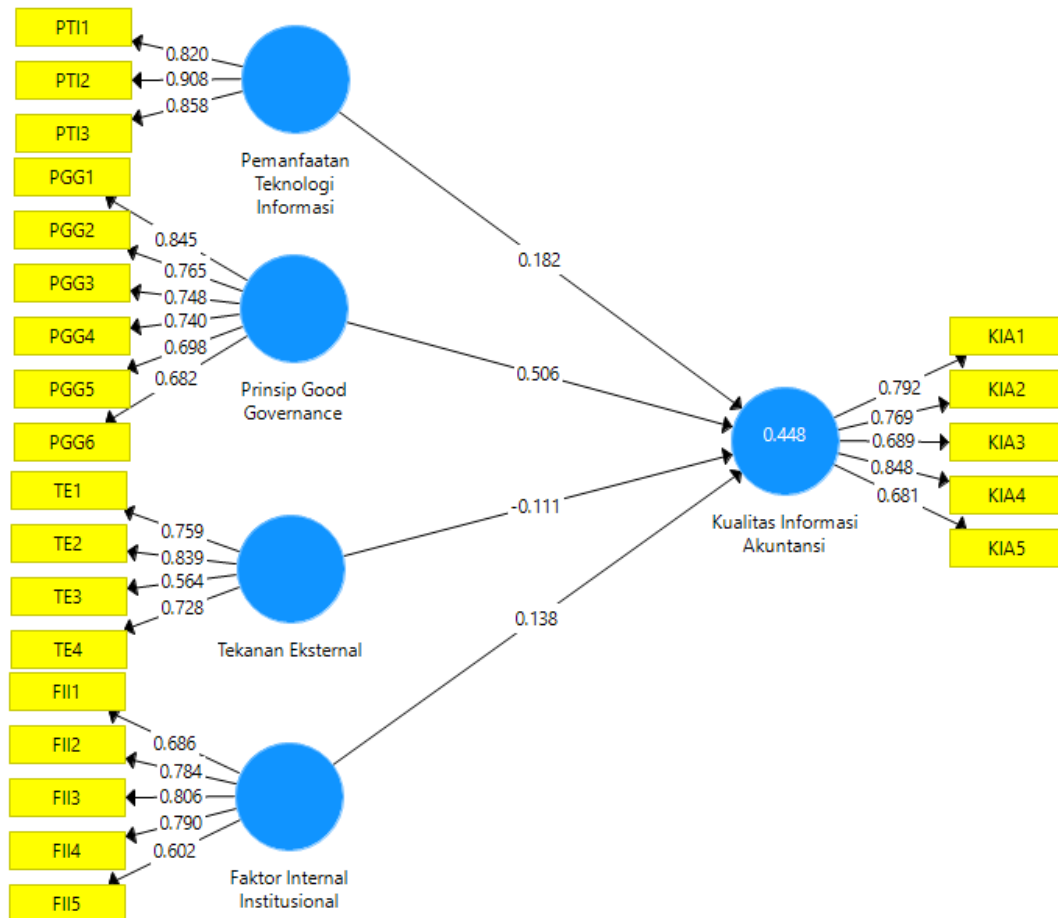 PTI1
0.820
PTI2
0.908
PTI3
0.858
Pemanfaatan
Teknologi
Informasi
PGG1
0.845
PGG2
0.765
PGG3
0.748
PGG4
0.740
PGG5
0.698
PGG6
0.682
Prinsip Good
Governance
TE1
0.759
TE2
0.839
TE3
0.564
TE4
0.728
Tekanan Eksternal
FII1
0.686
FII2
0.784
FII3
0.806
FII4
0.790
FII5
0.602
Faktor Internal
Institusional
0.182
0.506
-0.111
0.138
0.448
Kualitas Informasi
Akuntansi
0.792
KIA1
0.769
KIA2
0.689
KIA3
0.848
KIA4
0.681
KIA5